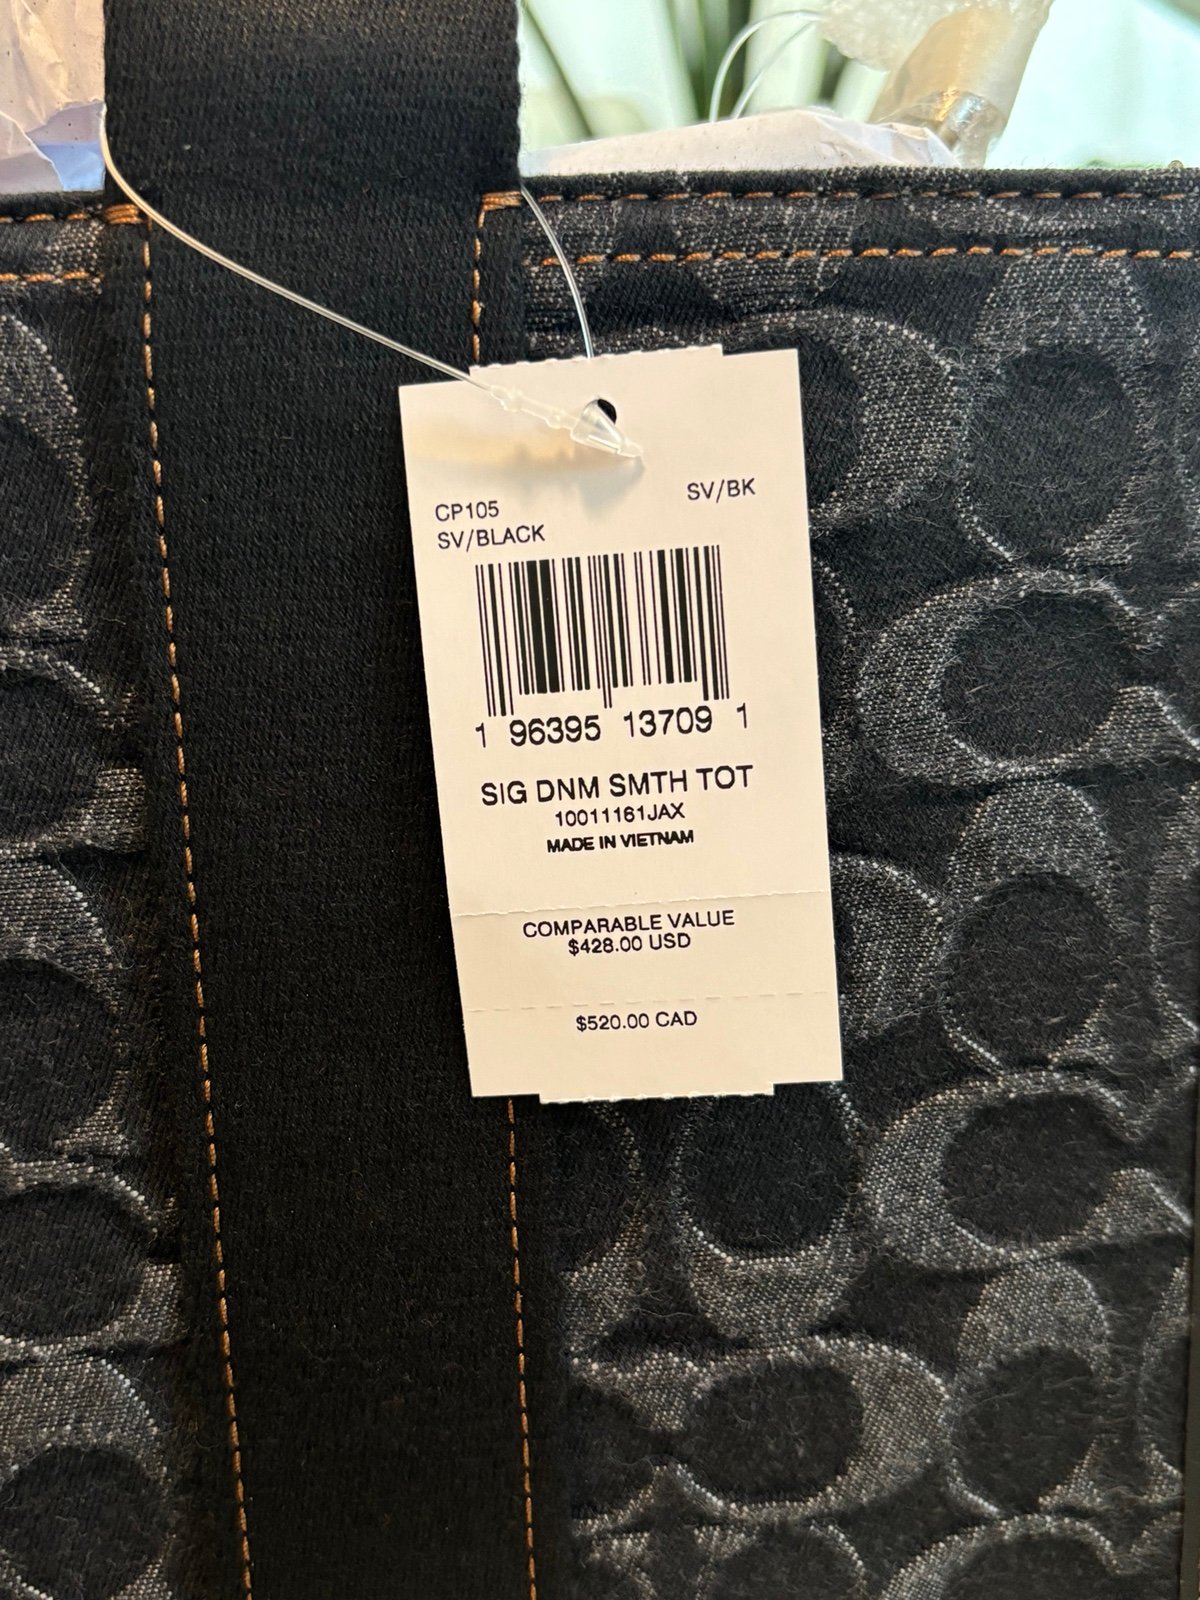 SV/BK
CP105
SV/BLACK
1 96395 13709 1
SIG DNM SMTH TOT
10011161JAX
MADE IN VIETNAM
COMPARABLE VALUE
$428.00 USD
$520.00 CAD